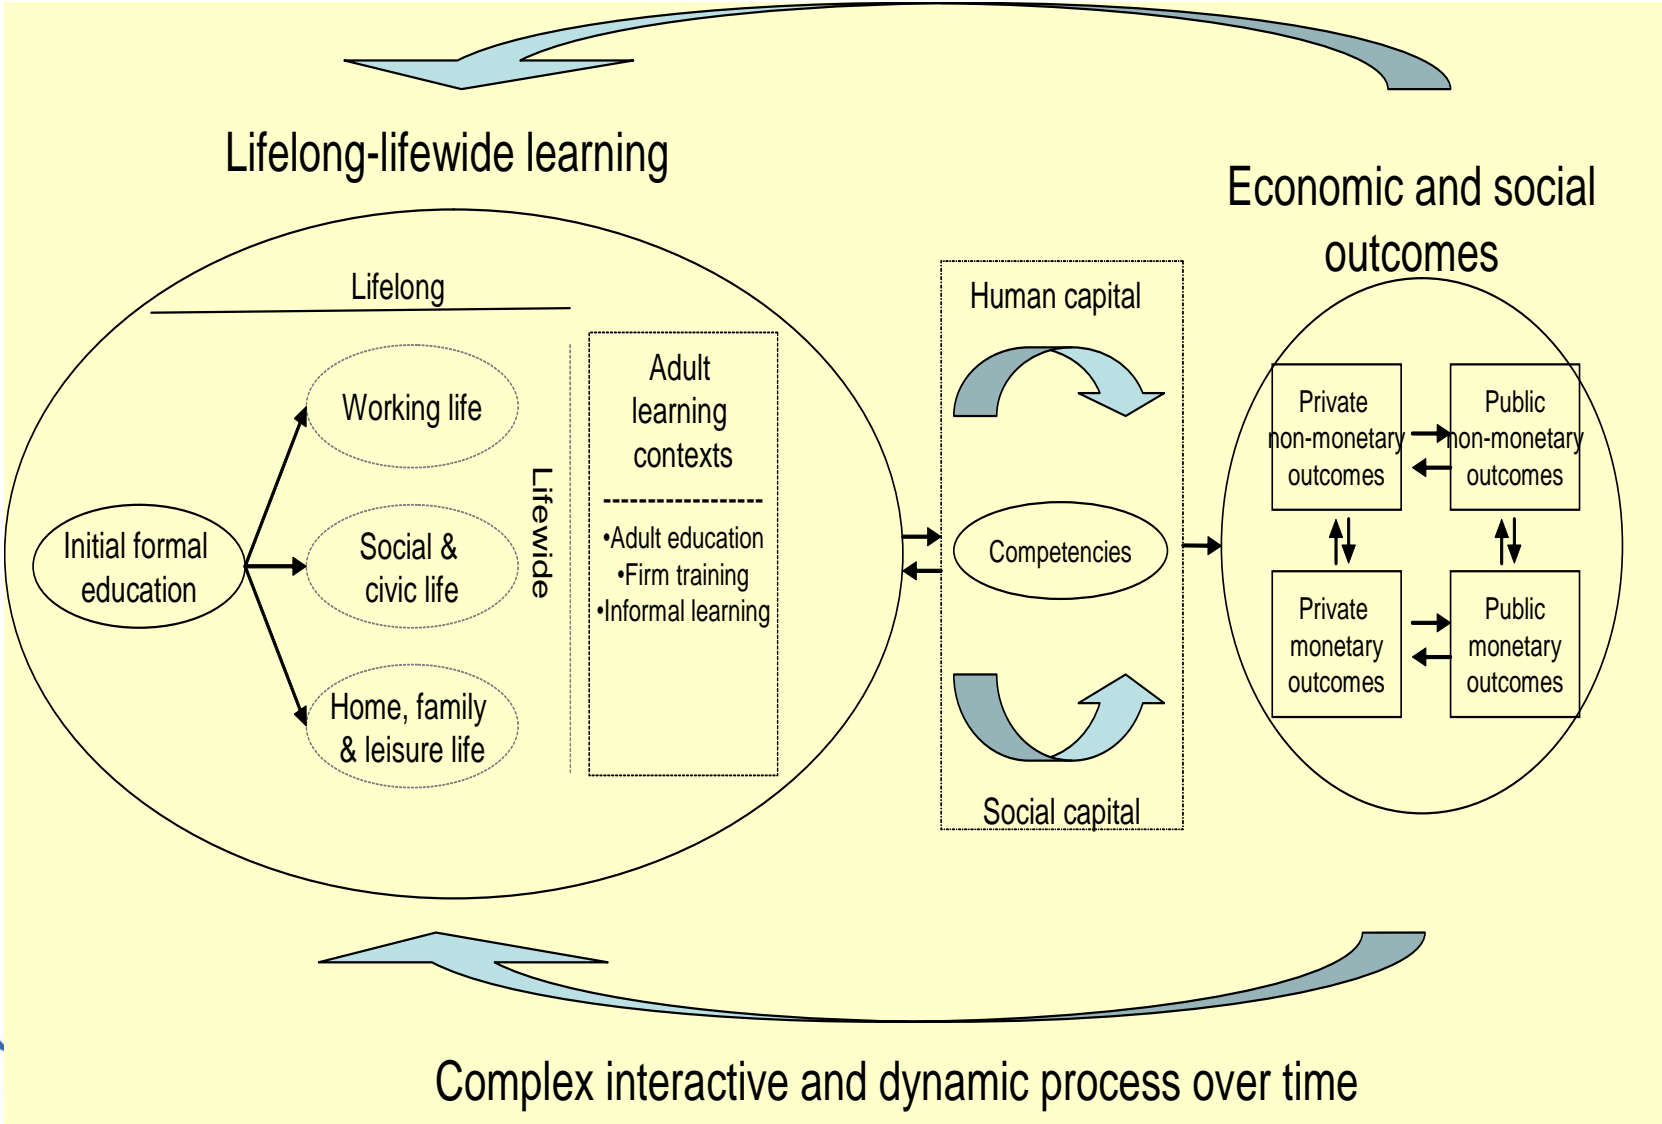 Lifelong-lifewide learning
Lifelong
Initial formal
education
Working life
Social &
civic life
Home, family
& leisure life
Lifewide
Adult
learning
contexts
------------------
•Adult education
•Firm training
•Informal learning
Human capital
Competencies
Social capital
Economic and social
outcomes
Private
non-monetary
outcomes
Public
non-monetary
outcomes
Private
monetary
outcomes
Public
monetary
outcomes
Complex interactive and dynamic process over time